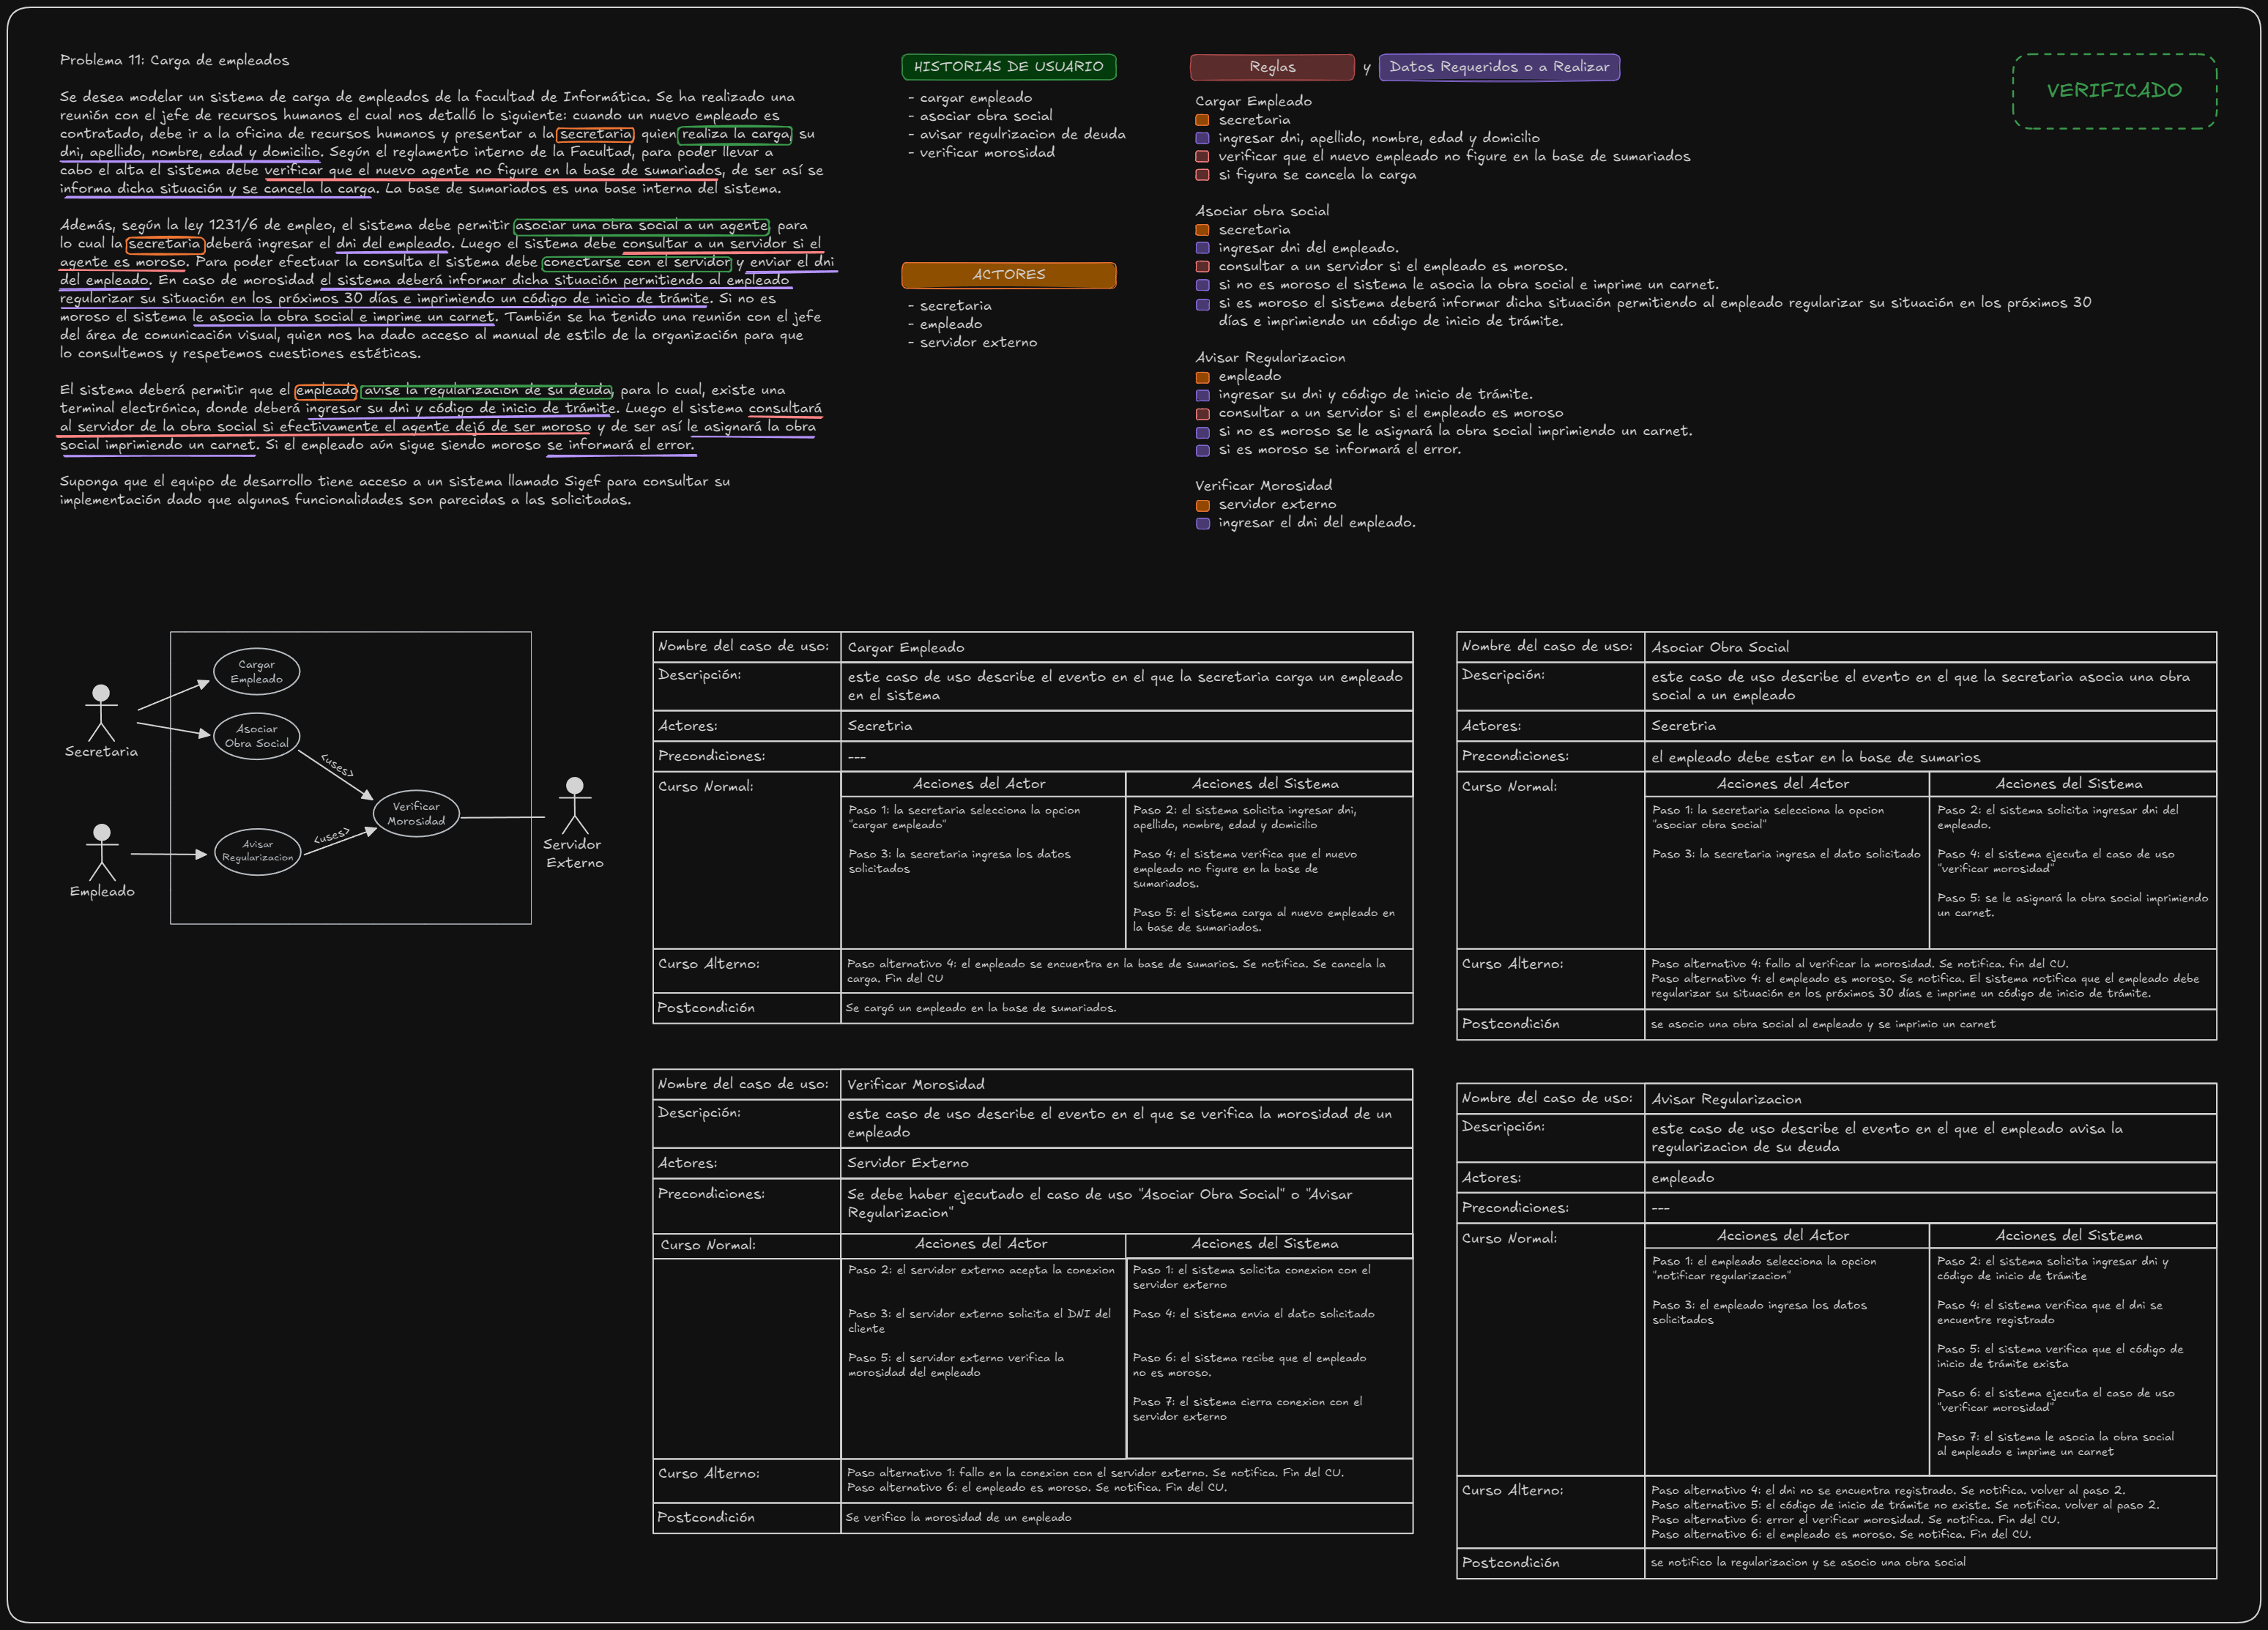 Problema 11: Carga de empleados
Se desea modelar un sistema de carga de empleados de la facultad de Informática. Se ha realizado una
reunión con el jefe de recursos humanos el cual nos detalló lo siguiente: cuando un nuevo empleado es
contratado, debe ir a la oficina de recursos humanos y presentar a la secretaria quien realiza la carga, su
dni, apellido, nombre, edad y domicilio. Según el reglamento interno de la Facultad, para poder llevar a
cabo el alta el sistema debe verificar que el nuevo agente no figure en la base de sumariados, de ser así se
informa dicha situación y se cancela la carga. La base de sumariados es una base interna del sistema.
Además, según la ley 1231/6 de empleo, el sistema debe permitir asociar una obra social a un agente, para
lo cual la secretaria deberá ingresar el dni del empleado. Luego el sistema debe consultar a un servidor si el
agente es moroso. Para poder efectuar la consulta el sistema debe conectarse con el servidor y enviar el dni
del empleado. En caso de morosidad el sistema deberá informar dicha situación permitiendo al empleado
regularizar su situación en los próximos 30 días e imprimiendo un código de inicio de trámite. Si no es
moroso el sistema le asocia la obra social e imprime un carnet. También se ha tenido una reunión con el jefe
del área de comunicación visual, quien nos ha dado acceso al manual de estilo de la organización para que
lo consultemos y respetemos cuestiones estéticas.
El sistema deberá permitir que el empleado avise la regularización de su deuda, para lo cual, existe una
terminal electrónica, donde deberá ingresar su dni y código de inicio de trámite. Luego el sistema consultará
al servidor de la obra social si efectivamente el agente dejó de ser moroso y de ser así le asignará la obra
social imprimiendo un carnet. Si el empleado aún sigue siendo moroso se informará el error.
Suponga que el equipo de desarrollo tiene acceso a un sistema llamado Sigef para consultar su
implementación dado que algunas funcionalidades son parecidas a las solicitadas.
HISTORIAS DE USUARIO
- cargar empleado
- asociar obra social
- avisar regulrizacion de deuda
- verificar morosidad
ACTORES
- secretaria
- empleado
- servidor externo
Reglas y Datos Requeridos o a Realizar
Cargar Empleado
secretaria
ingresar dni, apellido, nombre, edad y domicilio
verificar que el nuevo empleado no figure en la base de sumariados
si figura se cancela la carga
Asociar obra social
secretaria
ingresar dni del empleado.
consultar a un servidor si el empleado es moroso.
si no es moroso el sistema le asocia la obra social e imprime un carnet.
si es moroso el sistema deberá informar dicha situación permitiendo al empleado regularizar su situación en los próximos 30
días e imprimiendo un código de inicio de trámite.
Avisar Regularizacion
empleado
ingresar su dni y código de inicio de trámite.
consultar a un servidor si el empleado es moroso
si no es moroso se le asignará la obra social imprimiendo un carnet.
si es moroso se informará el error.
Verificar Morosidad
servidor externo
ingresar el dni del empleado.
VERIFICADO
Secretaria
Empleado
Cargar
Empleado
Asociar
Obra Social
<uses>
Avisar
Regularizacion
<uses>
Verificar
Morosidad
Servidor
Externo
Nombre del caso de uso: Cargar Empleado
Descripción: este caso de uso describe el evento en el que la secretaria carga un empleado
en el sistema
Actores: Secretria
Precondiciones: ---
Curso Normal: Acciones del Actor Acciones del Sistema
Paso 1: la secretaria selecciona la opcion
"cargar empleado"
Paso 3: la secretaria ingresa los datos
solicitados
Paso 2: el sistema solicita ingresar dni,
apellido, nombre, edad y domicilio
Paso 4: el sistema verifica que el nuevo
empleado no figure en la base de
sumariados.
Paso 5: el sistema carga al nuevo empleado en
la base de sumariados.
Curso Alterno: Paso alternativo 4: el empleado se encuentra en la base de sumarios. Se notifica. Se cancela la
carga. Fin del CU
Postcondición Se cargó un empleado en la base de sumariados.
Nombre del caso de uso: Asociar Obra Social
Descripción: este caso de uso describe el evento en el que la secretaria asocia una obra
social a un empleado
Actores: Secretria
Precondiciones: el empleado debe estar en la base de sumarios
Curso Normal: Acciones del Actor Acciones del Sistema
Paso 1: la secretaria selecciona la opcion
"asociar obra social"
Paso 3: la secretaria ingresa el dato solicitado
Paso 2: el sistema solicita ingresar dni del
empleado.
Paso 4: el sistema ejecuta el caso de uso
"verificar morosidad"
Paso 5: se le asignará la obra social imprimiendo
un carnet.
Curso Alterno: Paso alternativo 4: fallo al verificar la morosidad. Se notifica. fin del CU.
Paso alternativo 4: el empleado es moroso. Se notifica. El sistema notifica que el empleado debe
regularizar su situación en los próximos 30 días e imprime un código de inicio de trámite.
Postcondición se asocio una obra social al empleado y se imprimio un carnet
Nombre del caso de uso: Verificar Morosidad
Descripción: este caso de uso describe el evento en el que se verifica la morosidad de un
empleado
Actores: Servidor Externo
Precondiciones: Se debe haber ejecutado el caso de uso "Asociar Obra Social" o "Avisar
Regularizacion"
Curso Normal: Acciones del Actor Acciones del Sistema
Paso 2: el servidor externo acepta la conexion
Paso 3: el servidor externo solicita el DNI del
cliente
Paso 5: el servidor externo verifica la
morosidad del empleado
Paso 1: el sistema solicita conexion con el
servidor externo
Paso 4: el sistema envia el dato solicitado
Paso 6: el sistema recibe que el empleado
no es moroso.
Paso 7: el sistema cierra conexion con el
servidor externo
Curso Alterno: Paso alternativo 1: fallo en la conexion con el servidor externo. Se notifica. Fin del CU.
Paso alternativo 6: el empleado es moroso. Se notifica. Fin del CU.
Postcondición Se verifico la morosidad de un empleado
Nombre del caso de uso: Avisar Regularizacion
Descripción: este caso de uso describe el evento en el que el empleado avisa la
regularizacion de su deuda
Actores: empleado
Precondiciones: ---
Curso Normal: Acciones del Actor Acciones del Sistema
Paso 1: el empleado selecciona la opcion
"notificar regularizacion"
Paso 3: el empleado ingresa los datos
solicitados
Paso 2: el sistema solicita ingresar dni y
código de inicio de trámite
Paso 4: el sistema verifica que el dni se
encuentre registrado
Paso 5: el sistema verifica que el código de
inicio de trámite exista
Paso 6: el sistema ejecuta el caso de uso
"verificar morosidad"
Paso 7: el sistema le asocia la obra social
al empleado e imprime un carnet
Curso Alterno: Paso alternativo 4: el dni no se encuentra registrado. Se notifica. volver al paso 2.
Paso alternativo 5: el código de inicio de trámite no existe. Se notifica. volver al paso 2.
Paso alternativo 6: error el verificar morosidad. Se notifica. Fin del CU.
Paso alternativo 6: el empleado es moroso. Se notifica. Fin del CU.
Postcondición se notifico la regularizacion y se asocio una obra social